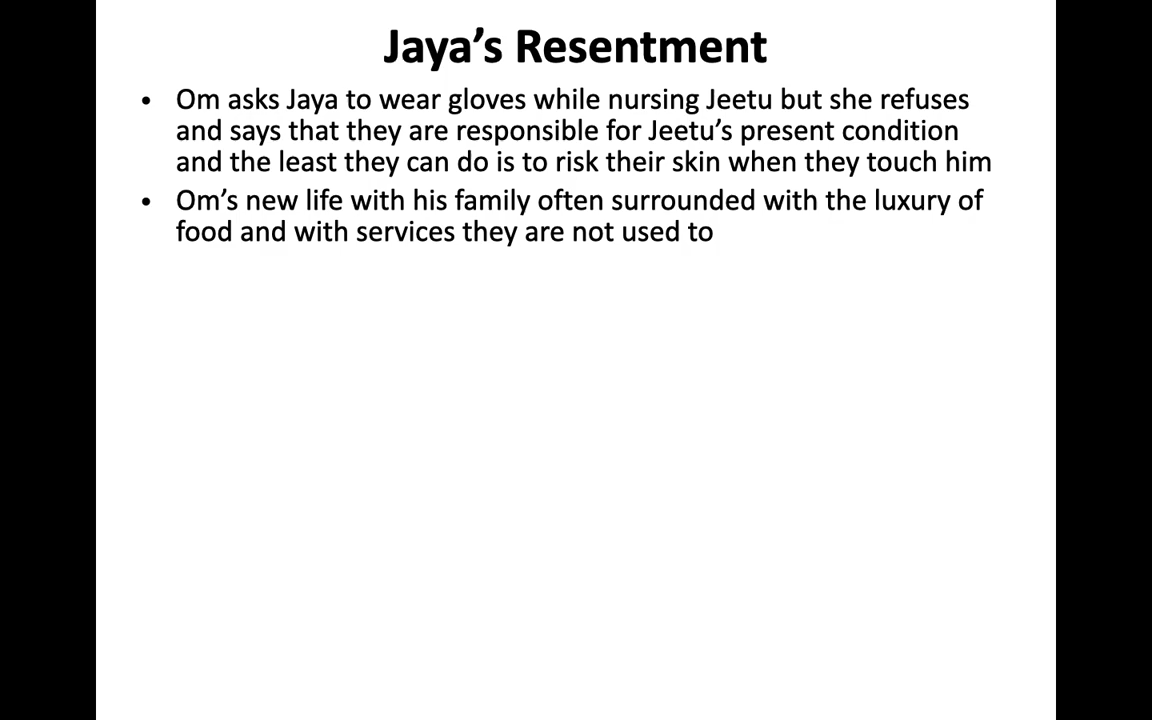 Jaya’s Resentment
• Om asks Jaya to wear gloves while nursing Jeetu but she refuses
and says that they are responsible for Jeetu’s present condition
and the least they can do is to risk their skin when they touch him
• Om’s new life with his family often surrounded with the luxury of
food and with services they are not used to